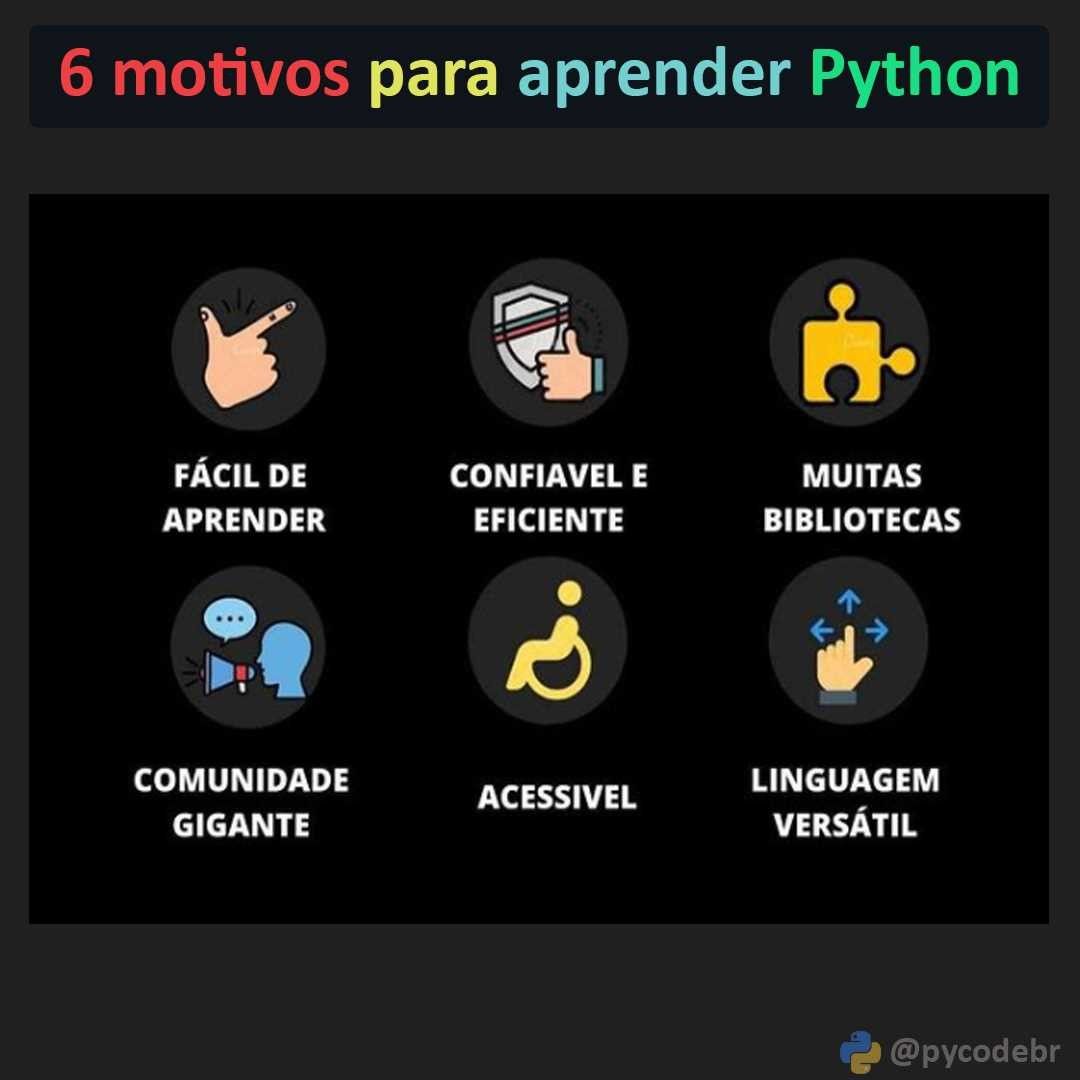 6 motivos para aprender Python
FÁCIL DE
APRENDER
CONFIAVEL E
EFICIENTE
MUITAS
BIBLIOTECAS
COMUNIDADE
GIGANTE
ACESSIVEL
LINGUAGEM
VERSÁTIL
@pycodebr